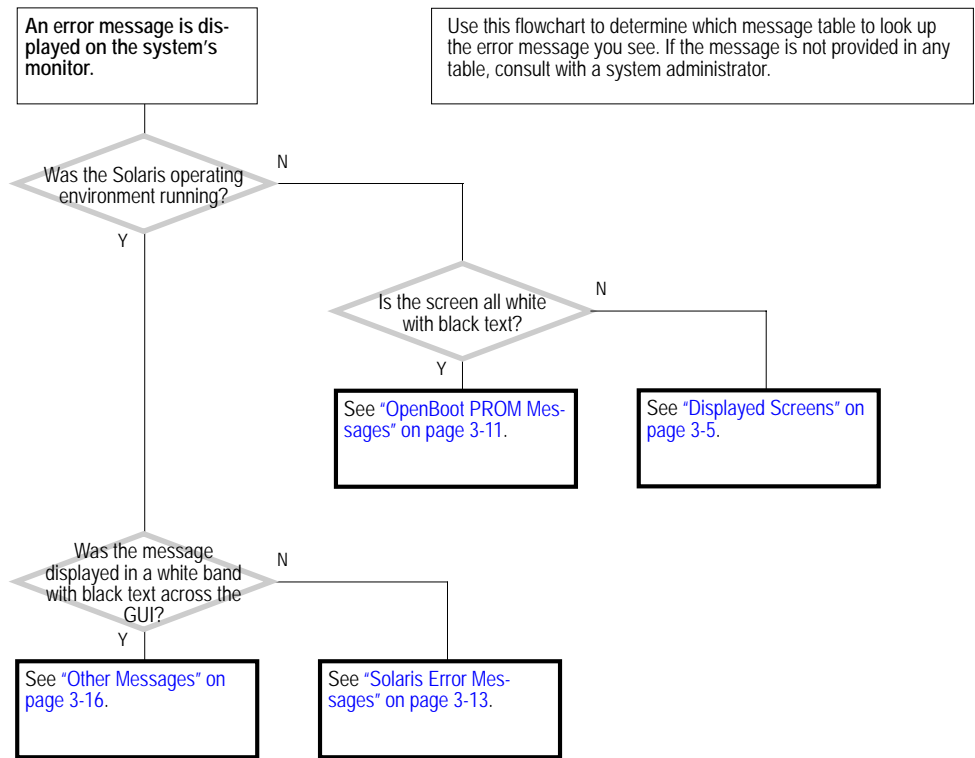 An error message is dis-
played on the system's
monitor.
Use this flowchart to determine which message table to look up
the error message you see. If the message is not provided in any
table, consult with a system administrator.
Was the Solaris operating
environment running?
N
Y
Is the screen all white
with black text?
N
Y
See "OpenBoot PROM Mes-
sages" on page 3-11.
See "Displayed Screens" on
page 3-5.
Was the message
displayed in a white band
with black text across the
GUI?
N
Y
See "Other Messages" on
page 3-16.
See "Solaris Error Mes-
sages" on page 3-13.